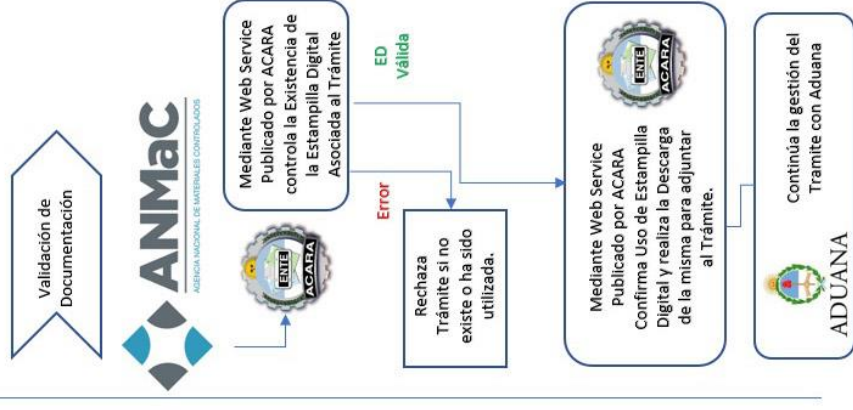 Validación de
Documentación
ANMaC
AGENCIA NACIONAL DE MATERIALES CONTROLADOS
ENTE
ACARA
Mediante Web Service
Publicado por ACARA
controla la Existencia de
la Estampilla Digital
Asociada al Trámite
Error
ED
Válida
Rechaza
Trámite si no
existe o ha sido
utilizada.
ENTE
ACARA
Mediante Web Service
Publicado por ACARA
Confirma Uso de Estampilla
Digital y realiza la Descarga
de la misma para adjuntar
al Trámite.
ADUANA
Continúa la gestión del
Tramite con Aduana